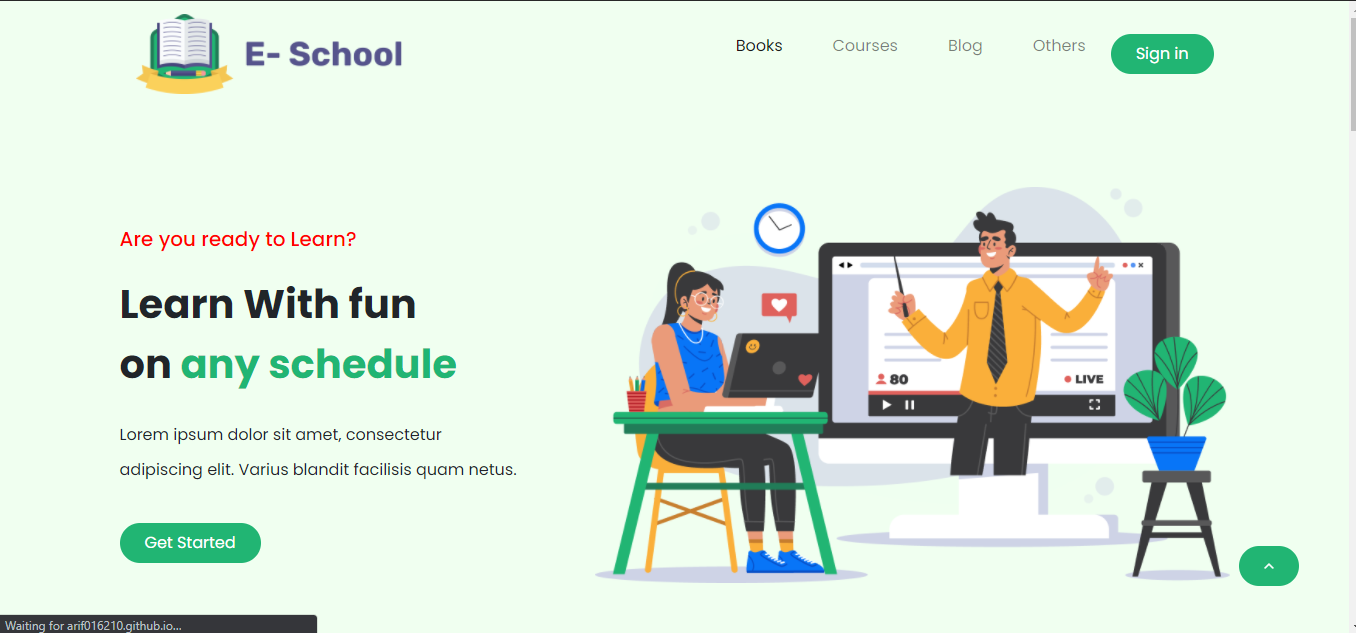 E- School
Books
Courses
Blog
Others
Sign in
Are you ready to Learn?
Learn With fun
on any schedule
Lorem ipsum dolor sit amet, consectetur
adipiscing elit. Varius blandit facilisis quam netus.
Get Started
80
LIVE
Waiting for arif016210.github.io...